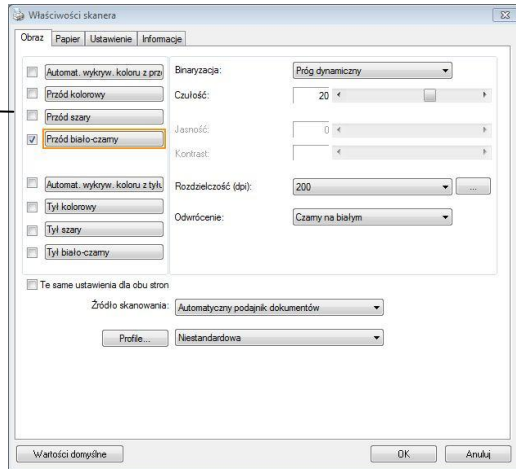 Właściwości skanera
Obraz Papier Ustawienie Informacje
Automat. wykryw. koloru z prz
Przód kolorowy
Przód szary
Przód biało-czarny
Automat. wykryw. koloru z tyłu
Tył kolorowy
Tył szary
Tył biało-czarny
Binaryzacja: Próg dynamiczny
Czułość: 20
Jasność: 0
Kontrast:
Rozdzielczość (dpi): 200 ...
Odwrócenie: Czarny na białym
Te same ustawienia dla obu stron
Źródło skanowania: Automatyczny podajnik dokumentów
Profile... Niestandardowa
Wartości domyślne OK Anuluj